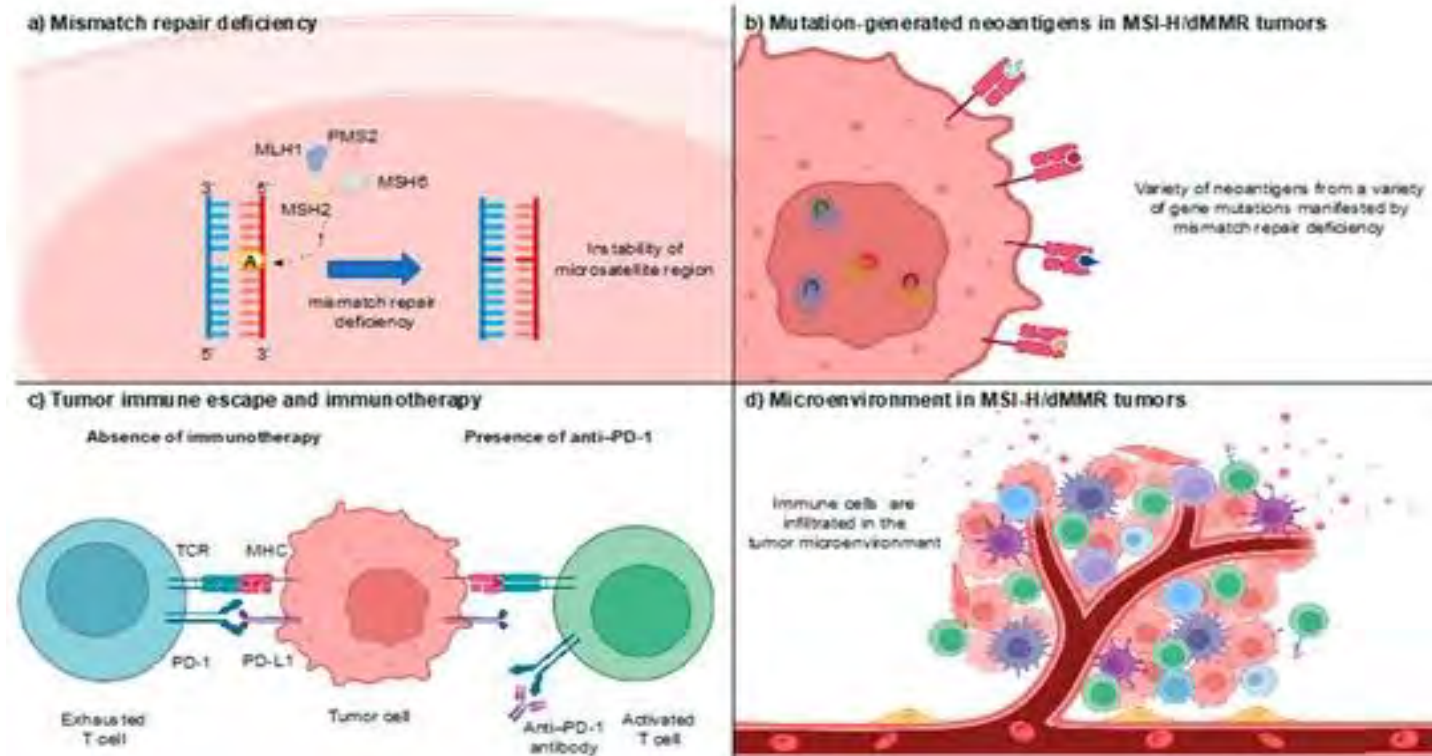 a) Mismatch repair deficiency
PMS2
MLH1
MSH6
3'
5'
MSH2
A
Instability of
microsatellite region
mismatch repair
deficiency
5'
3'
b) Mutation-generated neoantigens in MSI-H/dMMR tumors
Variety of neoantigens from a variety
of gene mutations manifested by
mismatch repair deficiency
c) Tumor immune escape and immunotherapy
Absence of immunotherapy
Presence of anti-PD-1
TCR
MHC
PD-1
PD-L1
Exhausted
T cell
Tumor cell
Anti-PD-1
antibody
Activated
T cell
d) Microenvironment in MSI-H/dMMR tumors
Immune cells are
infiltrated in the
tumor microenvironment